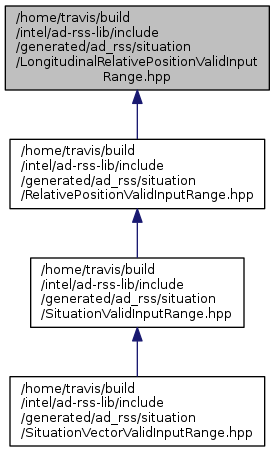 /home/travis/build
/intel/ad-rss-lib/include
/generated/ad_rss/situation
/LongitudinalRelativePositionValidInput
Range.hpp
/home/travis/build
/intel/ad-rss-lib/include
/generated/ad_rss/situation
/RelativePositionValidInputRange.hpp
/home/travis/build
/intel/ad-rss-lib/include
/generated/ad_rss/situation
/SituationValidInputRange.hpp
/home/travis/build
/intel/ad-rss-lib/include
/generated/ad_rss/situation
/SituationVectorValidInputRange.hpp